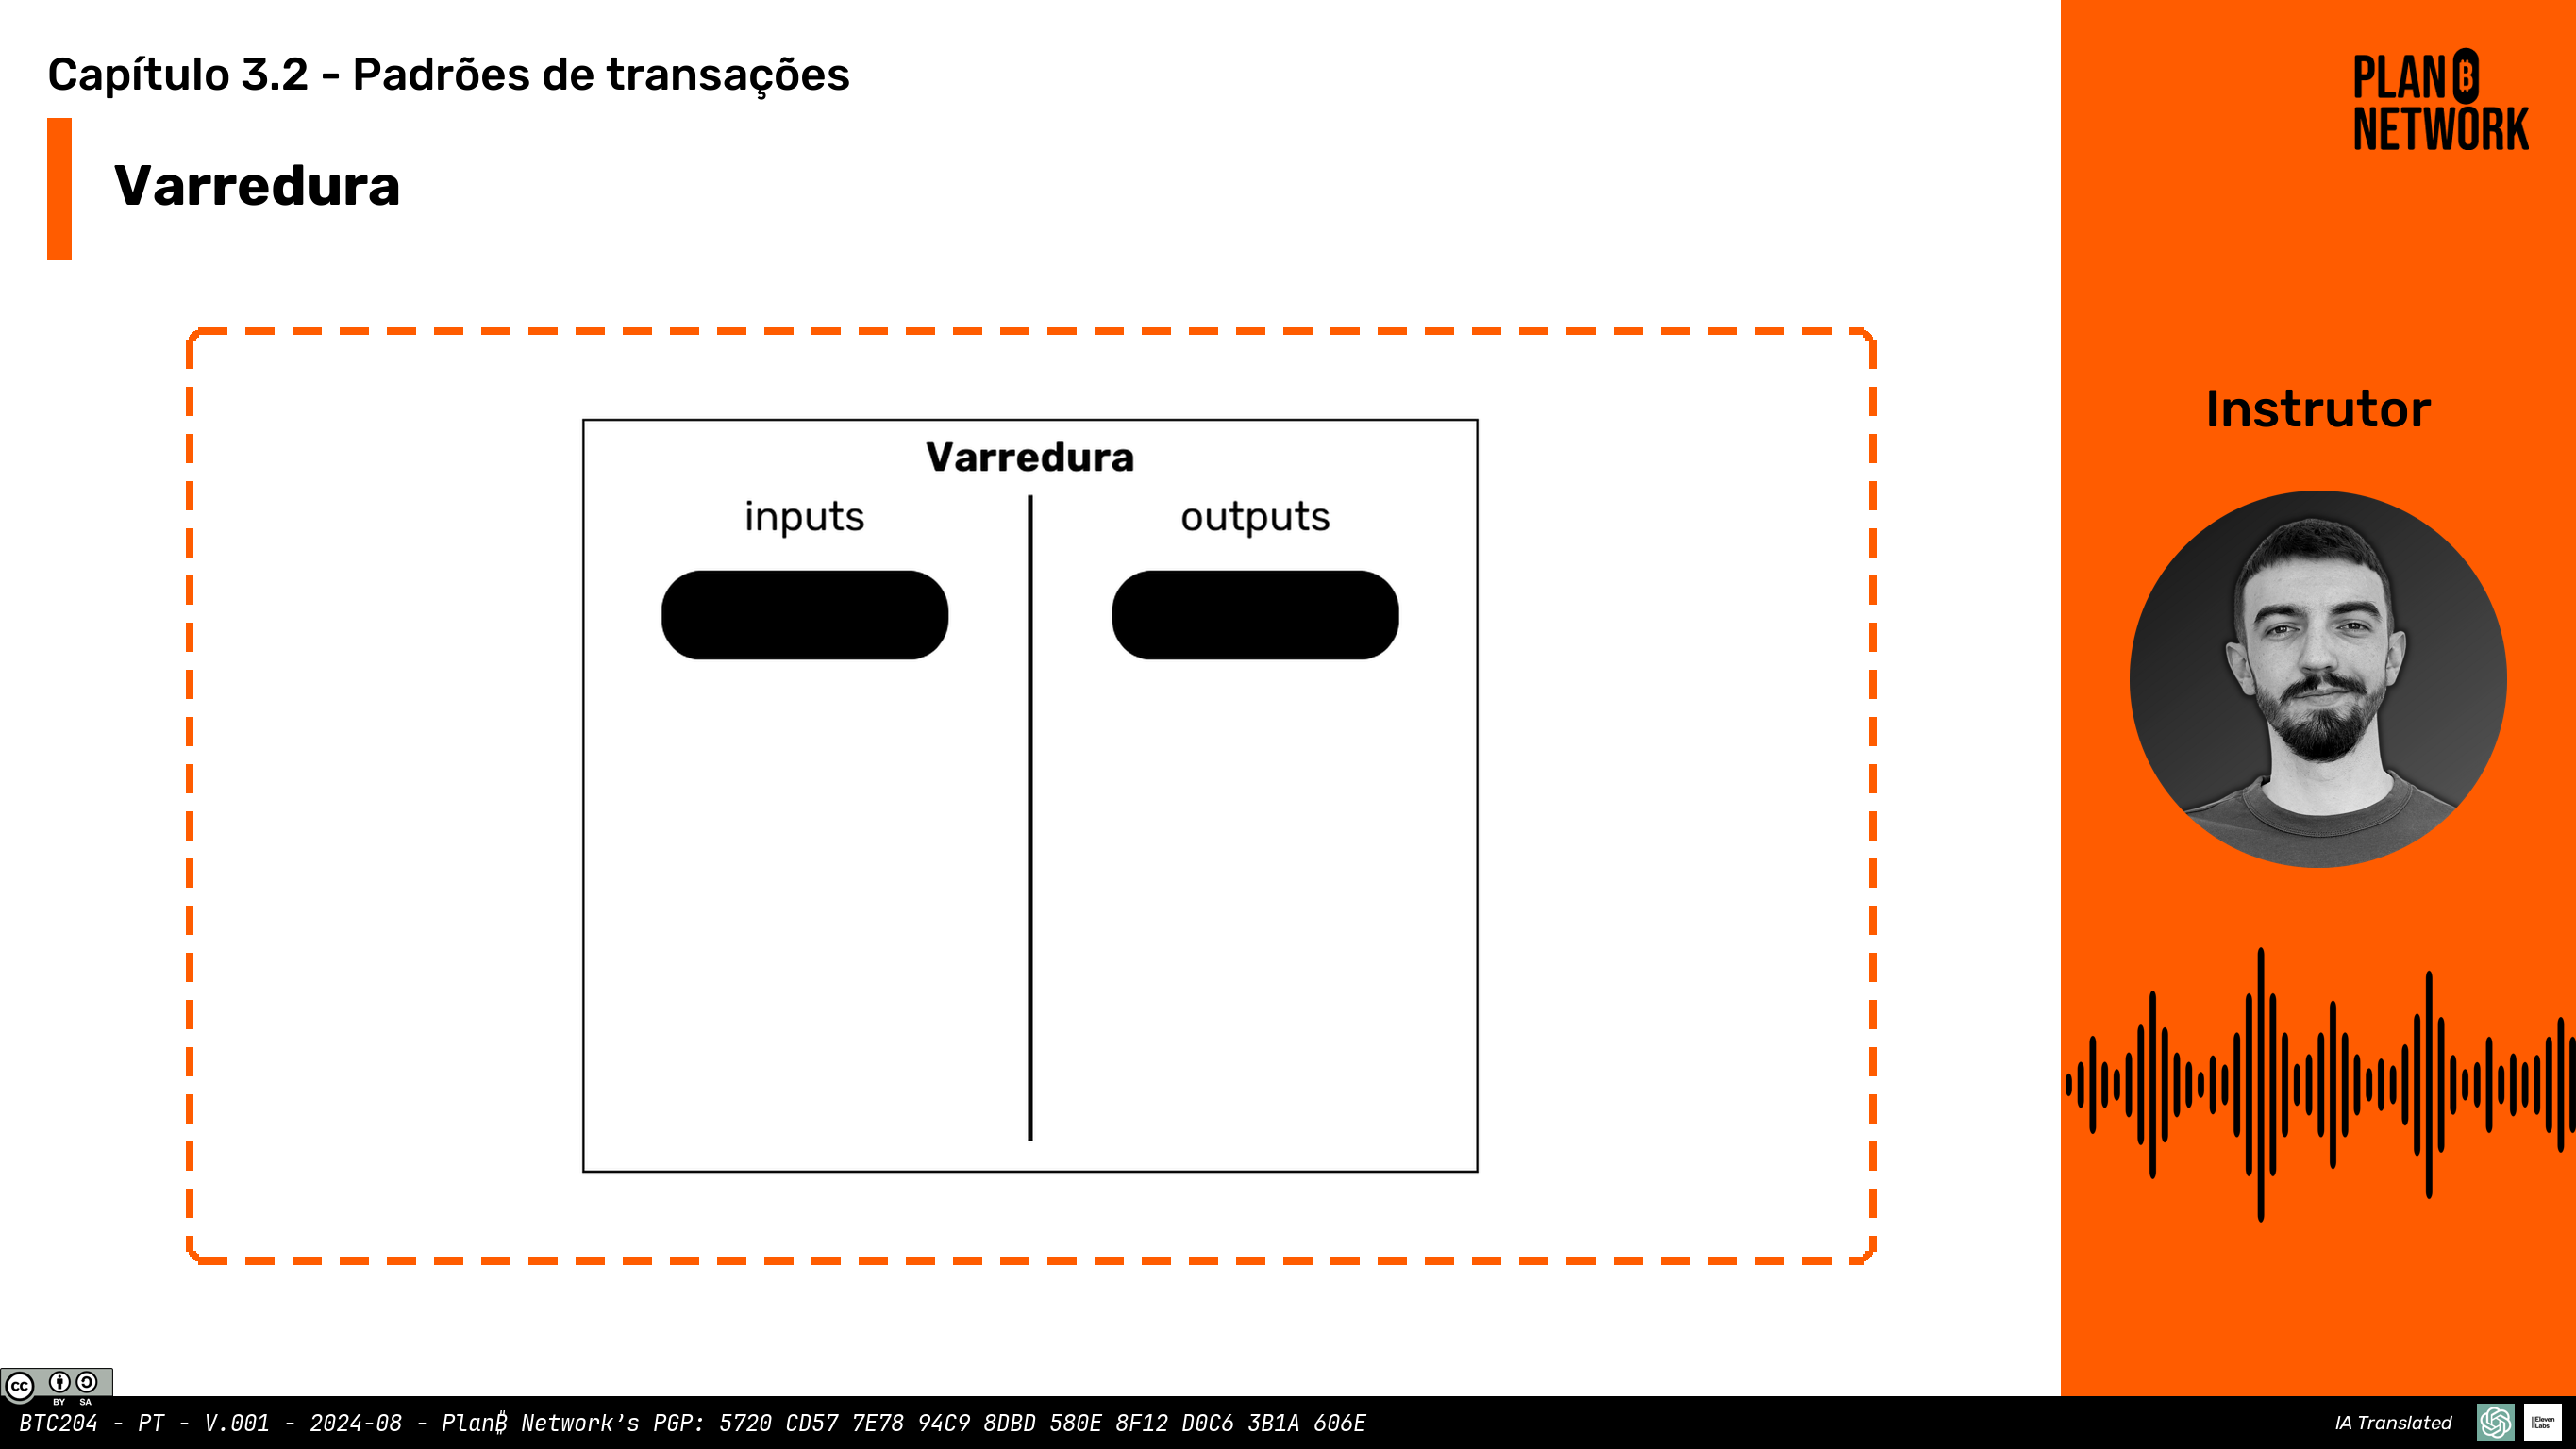 Capítulo 3.2 - Padrões de transações
PLAN ₿
NETWORK
Varredura
Instrutor
Varredura
inputs
outputs
cc
BY SA
BTC204 - PT - V.001 - 2024-08 - Plan₿ Network's PGP: 5720 CD57 7E78 94C9 8DBD 580E 8F12 D0C6 3B1A 606E
IA Translated
IIElevenLabs